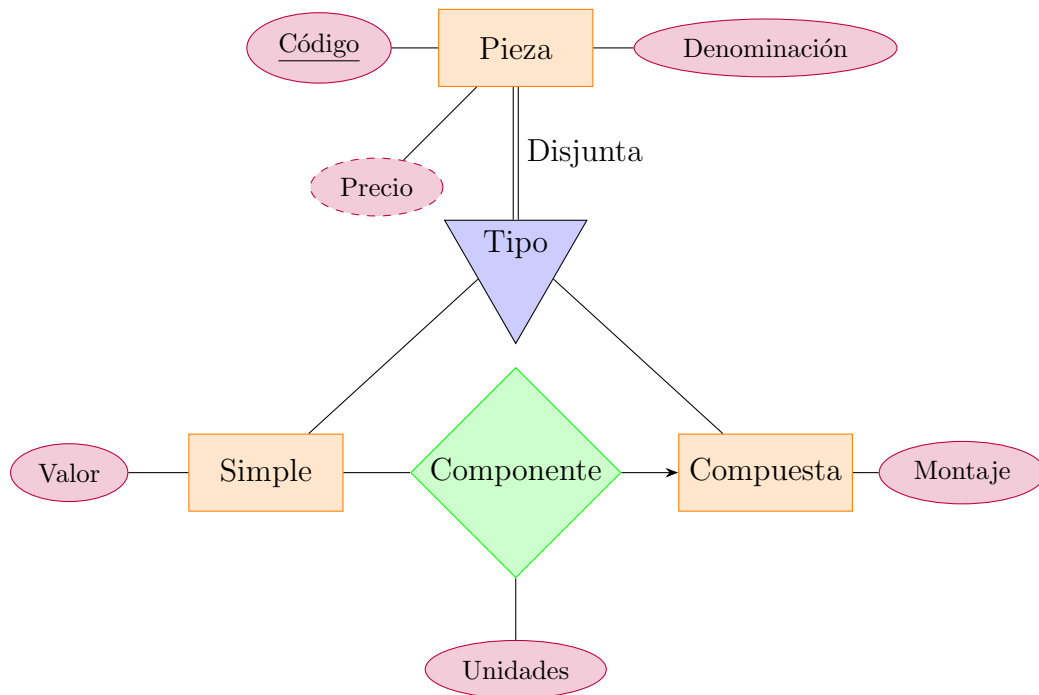 Código
Pieza
Denominación
Disjunta
Precio
Tipo
Valor
Simple
Componente
Compuesta
Montaje
Unidades